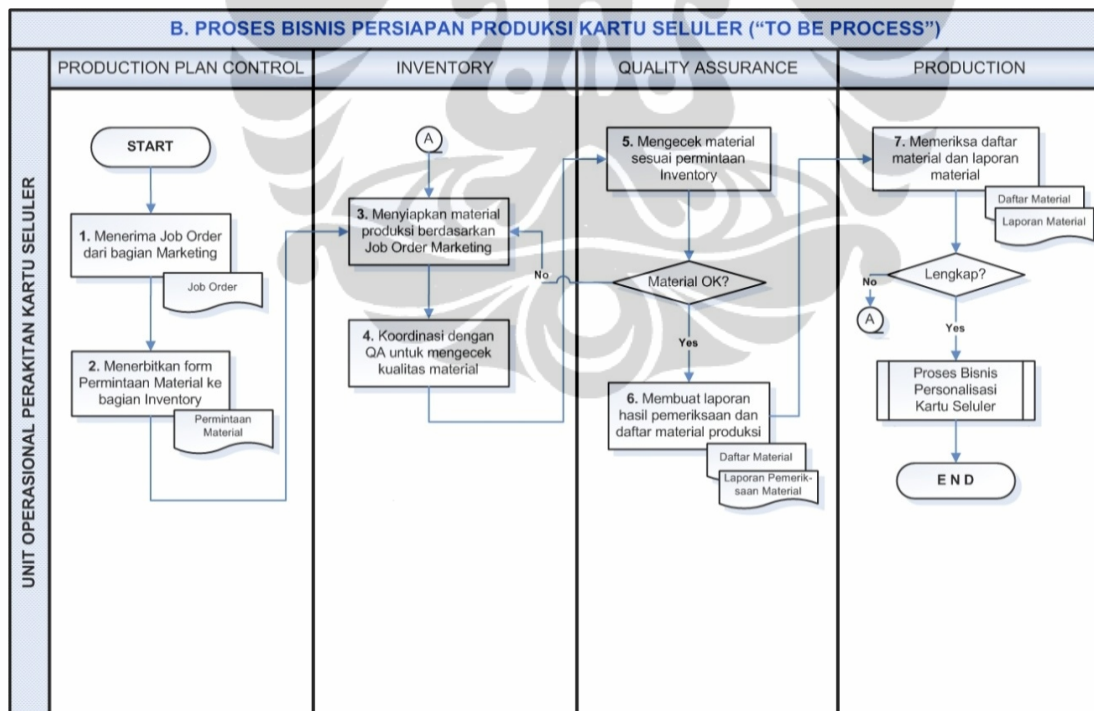 B. PROSES BISNIS PERSIAPAN PRODUKSI KARTU SELULER (“TO BE PROCESS”)
UNIT OPERASIONAL PERAKITAN KARTU SELULER
PRODUCTION PLAN CONTROL
START
1. Menerima Job Order
dari bagian Marketing
Job Order
2. Menerbitkan form
Permintaan Material ke
bagian Inventory
Permintaan
Material
INVENTORY
A
3. Menyiapkan material
produksi berdasarkan
Job Order Marketing
4. Koordinasi dengan
QA untuk mengecek
kualitas material
QUALITY ASSURANCE
5. Mengecek material
sesuai permintaan
Inventory
Material OK?
No
Yes
6. Membuat laporan
hasil pemeriksaan dan
daftar material produksi
Daftar Material
Laporan Pemerik-
saan Material
PRODUCTION
7. Memeriksa daftar
material dan laporan
material
Daftar Material
Laporan Material
Lengkap?
No
A
Yes
Proses Bisnis
Personalisasi
Kartu Seluler
E N D